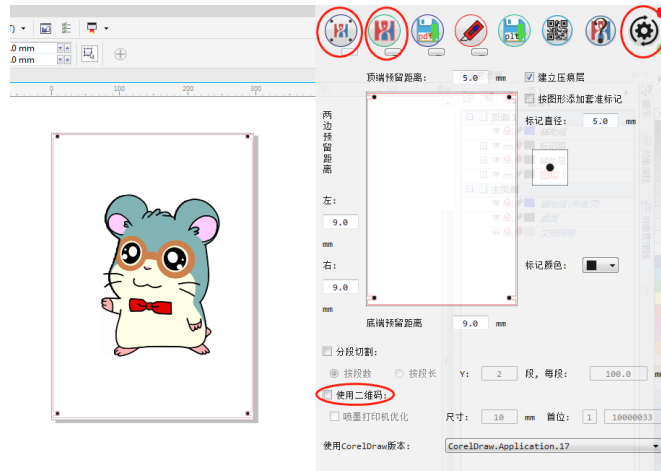 .0 mm
.0 mm
0 100 200 300
pdf
plt
顶端预留距离: 5.0 mm
建立压痕层
按图形添加套准标记
两边预留距离
标记直径: 5.0 mm
左:
9.0
mm
右:
9.0
mm
标记颜色:
底端预留距离 9.0 mm
分段切割:
按段数 按段长 Y: 2 段, 每段: 100.0 mm
使用二维码:
喷墨打印机优化 尺寸: 10 mm 首位: 1 10000033
使用CorelDraw版本: CorelDraw.Application.17